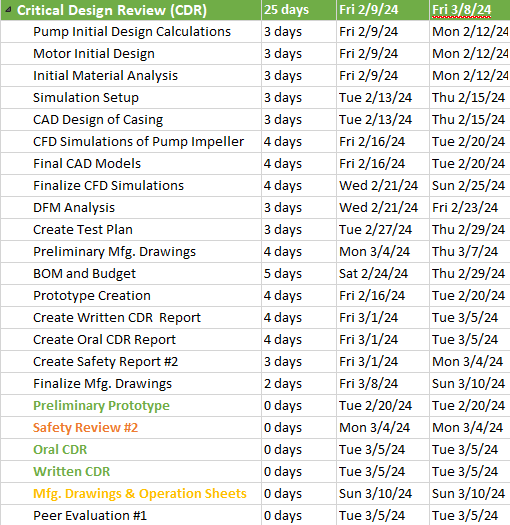 Critical Design Review (CDR) 25 days Fri 2/9/24 Fri 3/8/24
Pump Initial Design Calculations 3 days Fri 2/9/24 Mon 2/12/24
Motor Initial Design 3 days Fri 2/9/24 Mon 2/12/24
Initial Material Analysis 3 days Fri 2/9/24 Mon 2/12/24
Simulation Setup 3 days Tue 2/13/24 Thu 2/15/24
CAD Design of Casing 3 days Tue 2/13/24 Thu 2/15/24
CFD Simulations of Pump Impeller 4 days Fri 2/16/24 Tue 2/20/24
Final CAD Models 4 days Fri 2/16/24 Tue 2/20/24
Finalize CFD Simulations 4 days Wed 2/21/24 Sun 2/25/24
DFM Analysis 3 days Wed 2/21/24 Fri 2/23/24
Create Test Plan 3 days Tue 2/27/24 Thu 2/29/24
Preliminary Mfg. Drawings 4 days Mon 3/4/24 Thu 3/7/24
BOM and Budget 5 days Sat 2/24/24 Thu 2/29/24
Prototype Creation 4 days Fri 2/16/24 Tue 2/20/24
Create Written CDR Report 4 days Fri 3/1/24 Tue 3/5/24
Create Oral CDR Report 4 days Fri 3/1/24 Tue 3/5/24
Create Safety Report #2 3 days Fri 3/1/24 Mon 3/4/24
Finalize Mfg. Drawings 2 days Fri 3/8/24 Sun 3/10/24
Preliminary Prototype 0 days Tue 2/20/24 Tue 2/20/24
Safety Review #2 0 days Mon 3/4/24 Mon 3/4/24
Oral CDR 0 days Tue 3/5/24 Tue 3/5/24
Written CDR 0 days Tue 3/5/24 Tue 3/5/24
Mfg. Drawings & Operation Sheets 0 days Sun 3/10/24 Sun 3/10/24
Peer Evaluation #1 0 days Tue 3/5/24 Tue 3/5/24